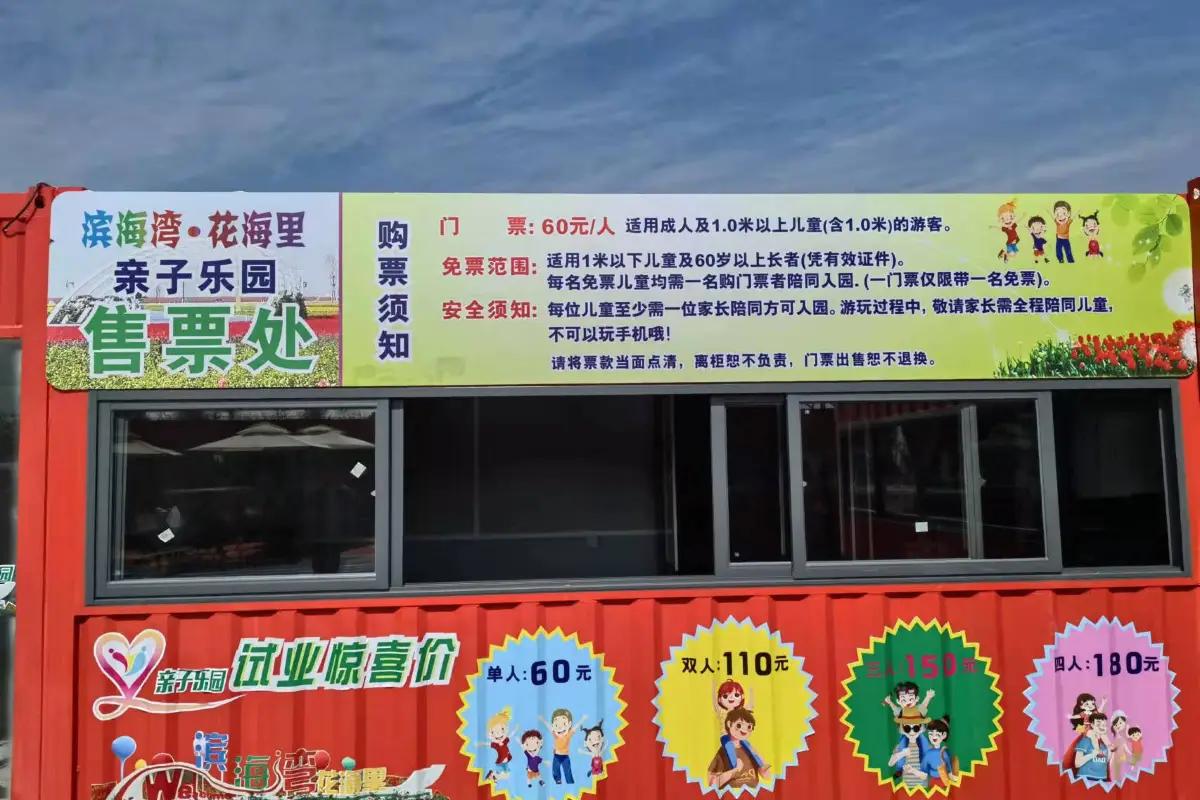 滨海湾·花海里
亲子乐园
售票处
购票须知
门 票: 60元/人 适用成人及1.0米以上儿童(含1.0米)的游客。
免票范围: 适用1米以下儿童及60岁以上长者(凭有效证件)。
每名免票儿童均需一名购门票者陪同入园.(一门票仅限带一名免票)。
安全须知: 每位儿童至少需一位家长陪同方可入园。游玩过程中, 敬请家长需全程陪同儿童,
不可以玩手机哦!
请将票款当面点清, 离柜恕不负责, 门票出售恕不退换。
亲子乐园 试业惊喜价
单人:60元
双人:110元
三人:150元
四人:180元
滨海湾花海里
Welcome
园